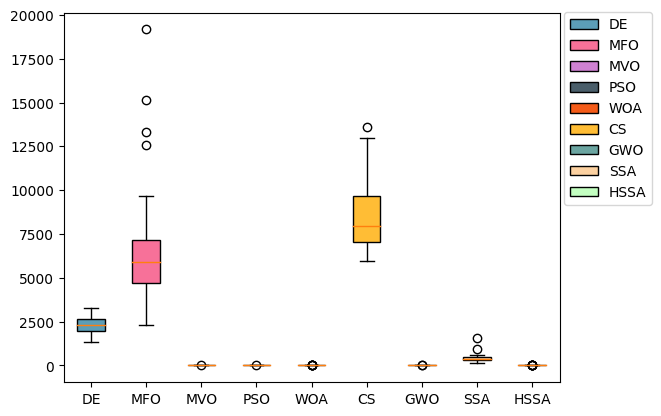 20000
17500
15000
12500
10000
7500
5000
2500
0
DE MFO MVO PSO WOA CS GWO SSA HSSA
DE
MFO
MVO
PSO
WOA
CS
GWO
SSA
HSSA